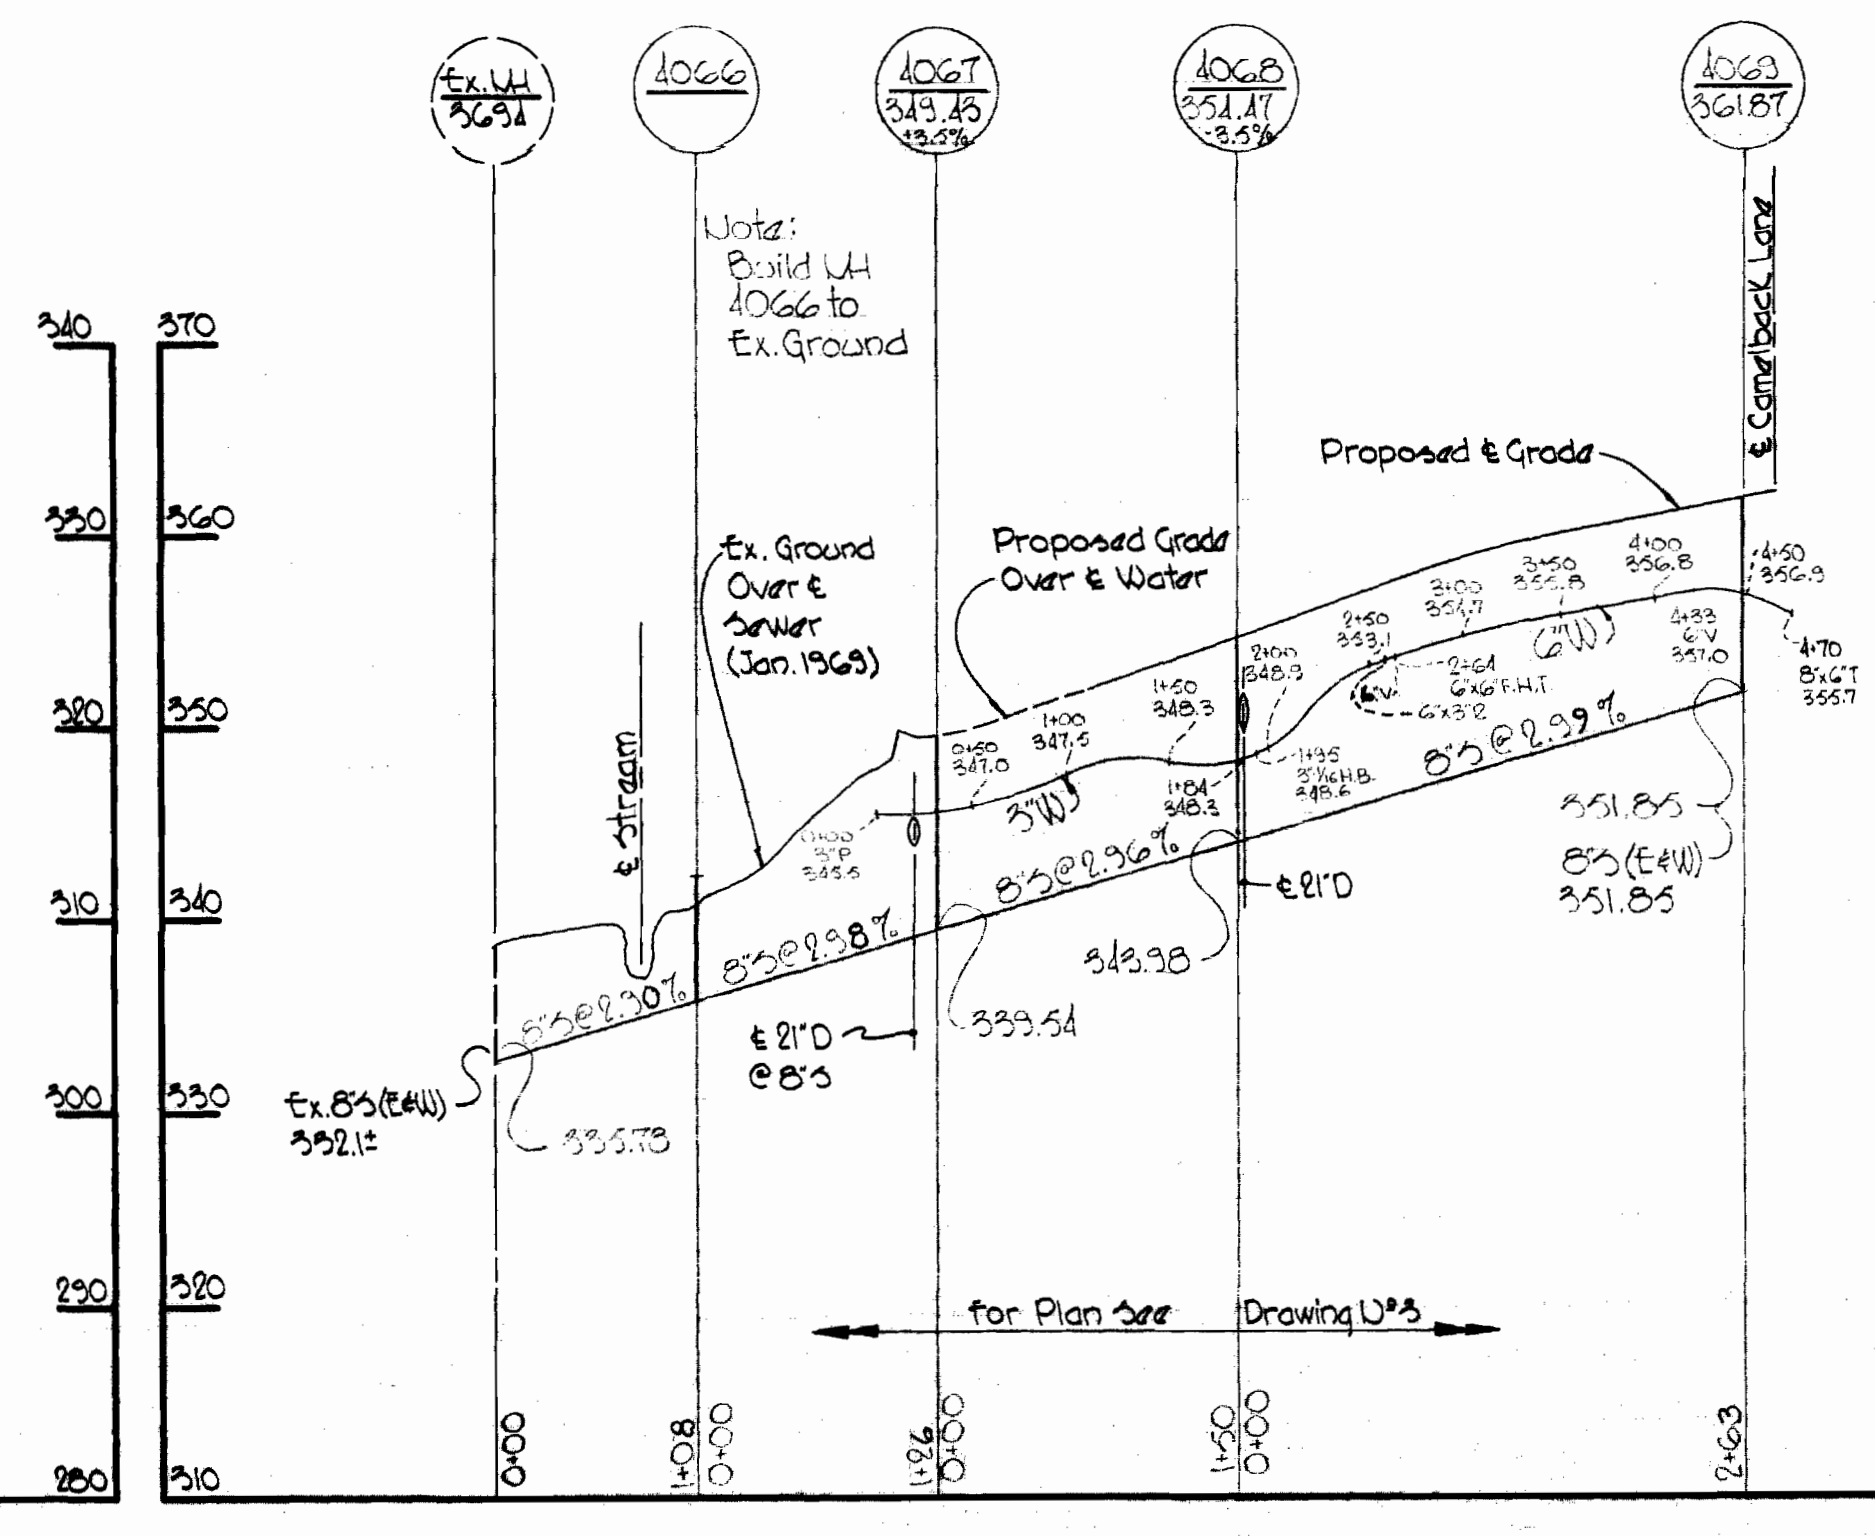 Ex. MH
3694
4066
4067
349.43
+3.5%
4068
354.47
-3.5%
4069
361.87
Note:
Build MH
4066 to
Ex. Ground
℄ Camelback Lane
340
370
330
360
320
350
310
340
300
330
290
320
280
310
Proposed ℄ Grade
Ex. Ground
Over ℄
Sewer
(Jan. 1969)
Proposed Grade
Over ℄ Water
℄ Stream
0+00
3"P
345.5
0+50
347.0
1+00
347.5
1+50
348.3
1+84
348.3
2+00
348.9
1+95
3"1/16 H.B.
348.6
2+50
353.1
2+64
6"x6" F.H.T.
6"V
6"x3"R
3+00
354.7
3+50
355.8
4+00
356.8
4+33
6"V
357.0
4+50
356.9
4+70
8"x6"T
355.7
3"W
(6"W)
8"S @ 2.90%
8"S @ 2.98%
8"S @ 2.96%
8"S @ 2.99%
351.85
8"S (E&W)
351.85
℄ 21"D
343.98
339.54
℄ 21"D
@ 8"S
Ex. 8"S (E&W)
332.1±
335.78
For Plan See Drawing Nº 3
0+00
1+08
0+00
1+26
0+00
1+50
0+00
2+63